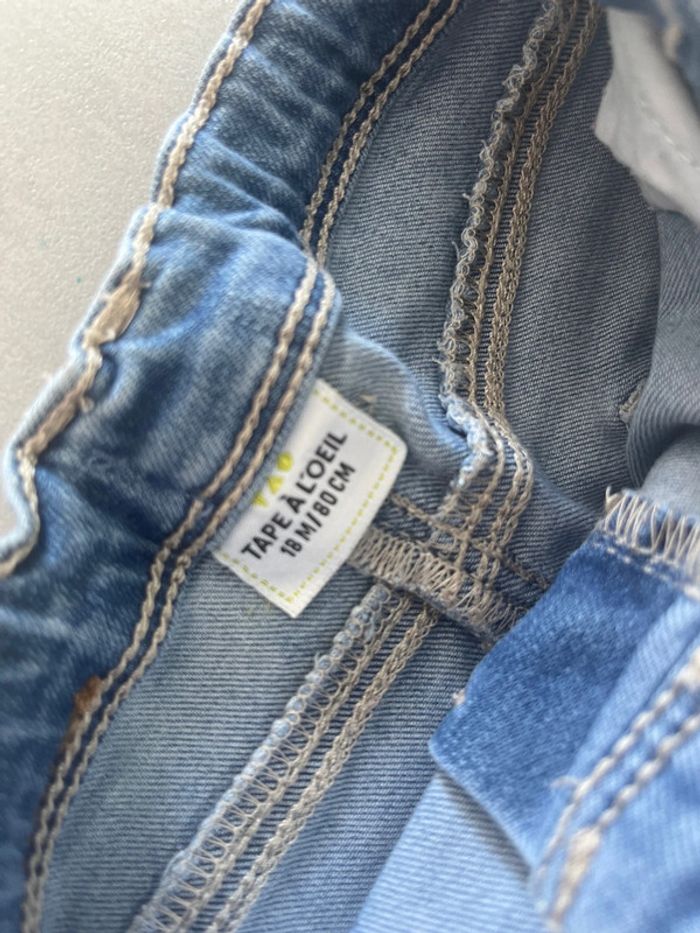 TAPE À L'OEIL
18 M/80 CM